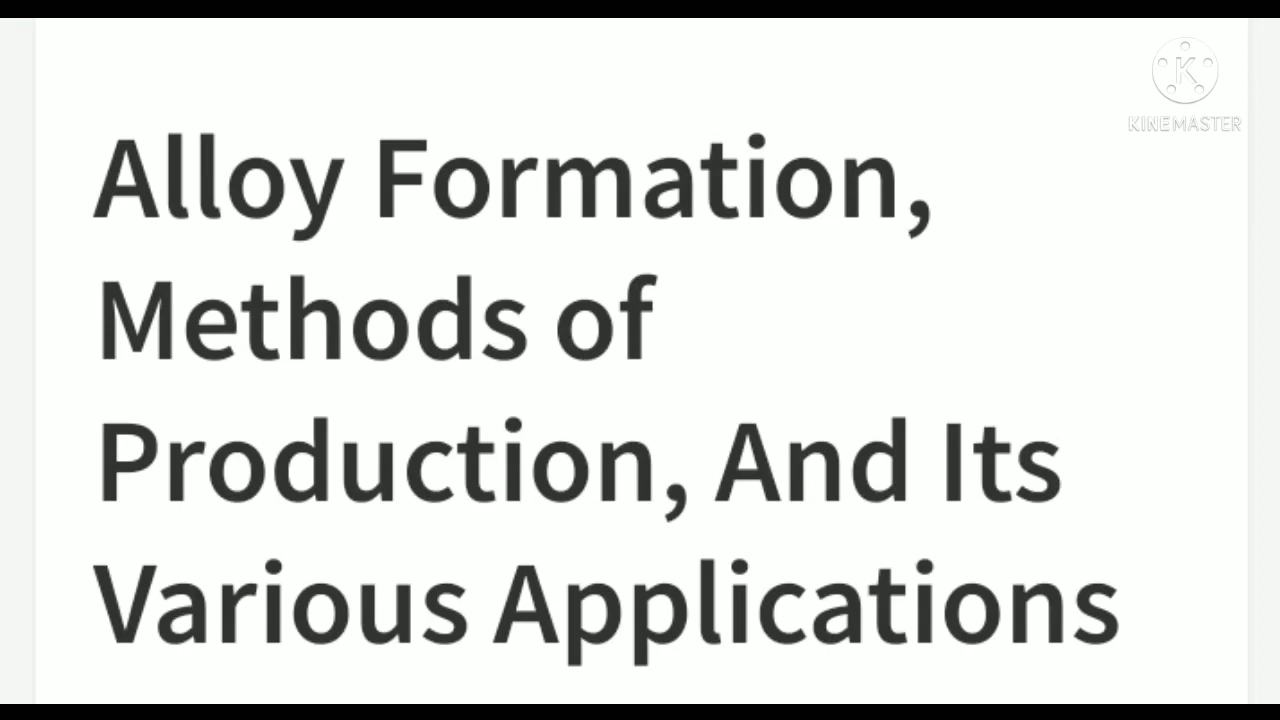 K
KINEMASTER
Alloy Formation,
Methods of
Production, And Its
Various Applications